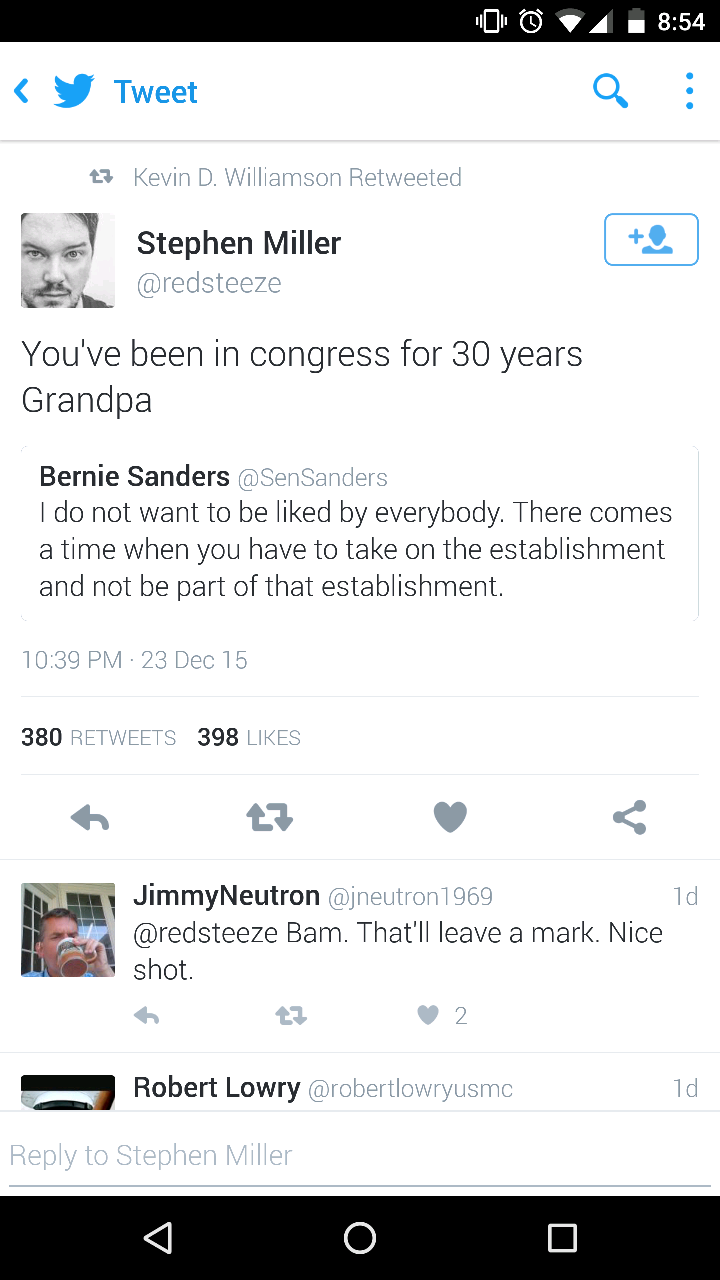 8:54
Tweet
Kevin D. Williamson Retweeted
Stephen Miller
@redsteeze
You've been in congress for 30 years
Grandpa
Bernie Sanders @SenSanders
I do not want to be liked by everybody. There comes
a time when you have to take on the establishment
and not be part of that establishment.
10:39 PM · 23 Dec 15
380 RETWEETS 398 LIKES
JimmyNeutron @jneutron1969 1d
@redsteeze Bam. That'll leave a mark. Nice
shot.
2
Robert Lowry @robertlowryusmc 1d
Reply to Stephen Miller